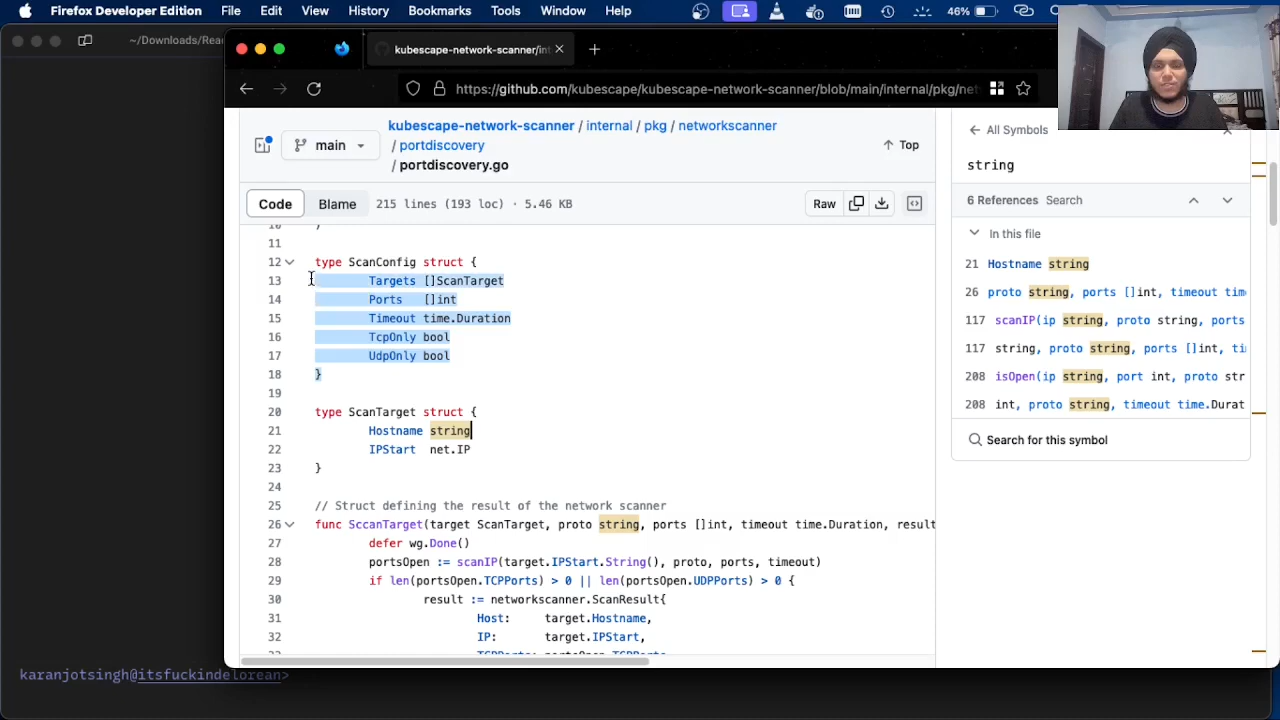 Firefox Developer Edition File Edit View History Bookmarks Tools Window Help 46%
~/Downloads/Rea
kubescape-network-scanner/int
https://github.com/kubescape/kubescape-network-scanner/blob/main/internal/pkg/net
kubescape-network-scanner / internal / pkg / networkscanner
main
/ portdiscovery
/ portdiscovery.go
Top
Code Blame 215 lines (193 loc) · 5.46 KB Raw
10 )
11
12 type ScanConfig struct {
13 Targets []ScanTarget
14 Ports []int
15 Timeout time.Duration
16 TcpOnly bool
17 UdpOnly bool
18 }
19
20 type ScanTarget struct {
21 Hostname string
22 IPStart net.IP
23 }
24
25 // Struct defining the result of the network scanner
26 func SccanTarget(target ScanTarget, proto string, ports []int, timeout time.Duration, result
27 defer wg.Done()
28 portsOpen := scanIP(target.IPStart.String(), proto, ports, timeout)
29 if len(portsOpen.TCPPorts) > 0 || len(portsOpen.UDPPorts) > 0 {
30 result := networkscanner.ScanResult{
31 Host: target.Hostname,
32 IP: target.IPStart,
33 TCPPorts: portsOpen.TCPPorts
All Symbols
string
6 References Search
In this file
21 Hostname string
26 proto string, ports []int, timeout time
117 scanIP(ip string, proto string, ports
117 string, proto string, ports []int, ti
208 isOpen(ip string, port int, proto str
208 int, proto string, timeout time.Durat
Search for this symbol
karanjotsingh@itsfuckindelorean>